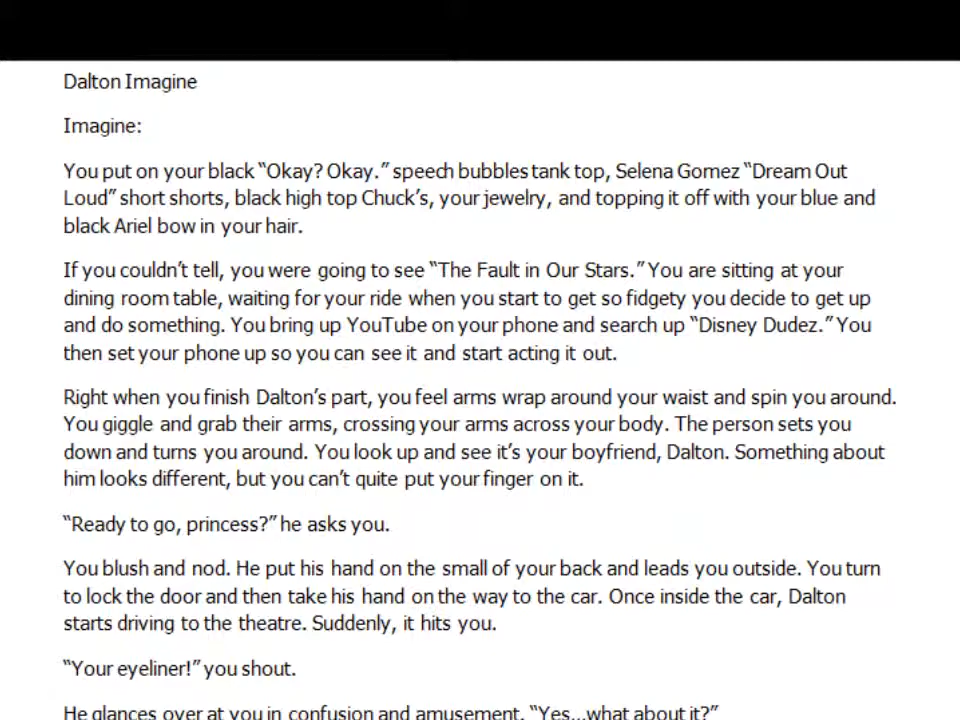 Dalton Imagine
Imagine:
You put on your black “Okay? Okay.” speech bubbles tank top, Selena Gomez “Dream Out
Loud” short shorts, black high top Chuck’s, your jewelry, and topping it off with your blue and
black Ariel bow in your hair.
If you couldn’t tell, you were going to see “The Fault in Our Stars.” You are sitting at your
dining room table, waiting for your ride when you start to get so fidgety you decide to get up
and do something. You bring up YouTube on your phone and search up “Disney Dudez.” You
then set your phone up so you can see it and start acting it out.
Right when you finish Dalton’s part, you feel arms wrap around your waist and spin you around.
You giggle and grab their arms, crossing your arms across your body. The person sets you
down and turns you around. You look up and see it’s your boyfriend, Dalton. Something about
him looks different, but you can’t quite put your finger on it.
“Ready to go, princess?” he asks you.
You blush and nod. He put his hand on the small of your back and leads you outside. You turn
to lock the door and then take his hand on the way to the car. Once inside the car, Dalton
starts driving to the theatre. Suddenly, it hits you.
“Your eyeliner!” you shout.
He glances over at you in confusion and amusement. “Yes...what about it?”